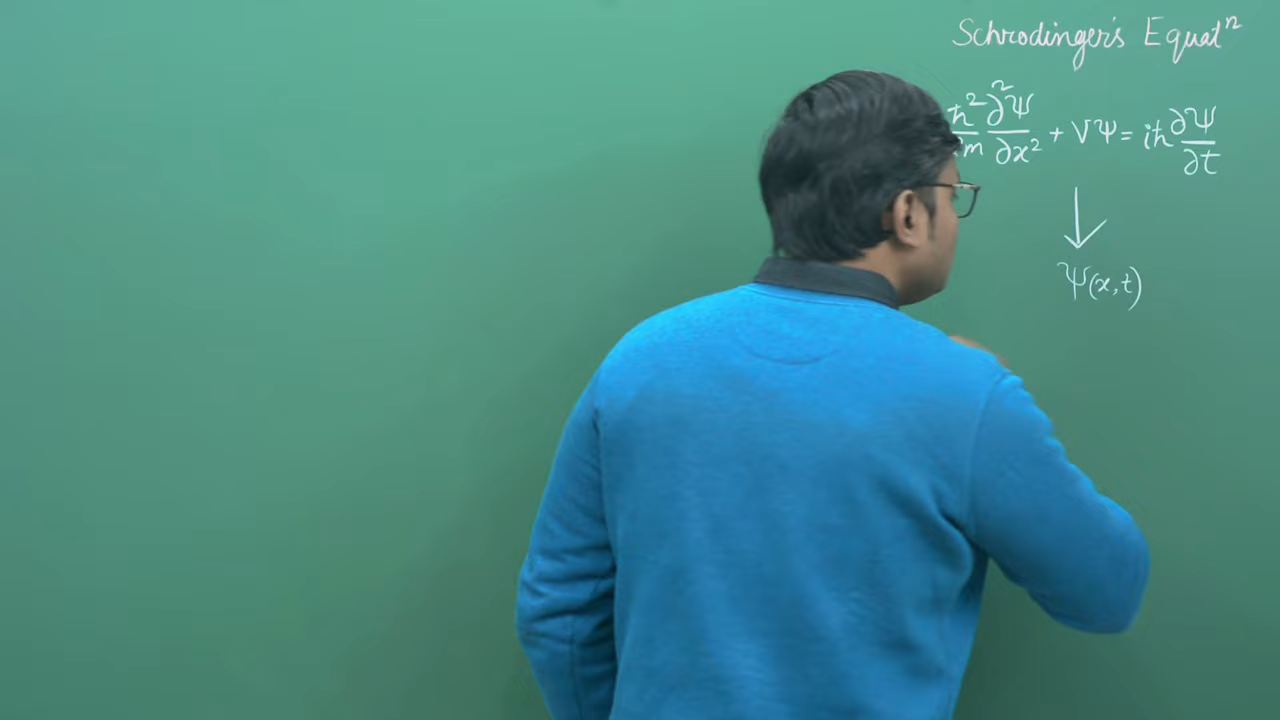 Schrodinger's Equatⁿ
ħ² ∂²Ψ/m ∂x² + VΨ = iħ ∂Ψ/∂t
↓
Ψ(x,t)